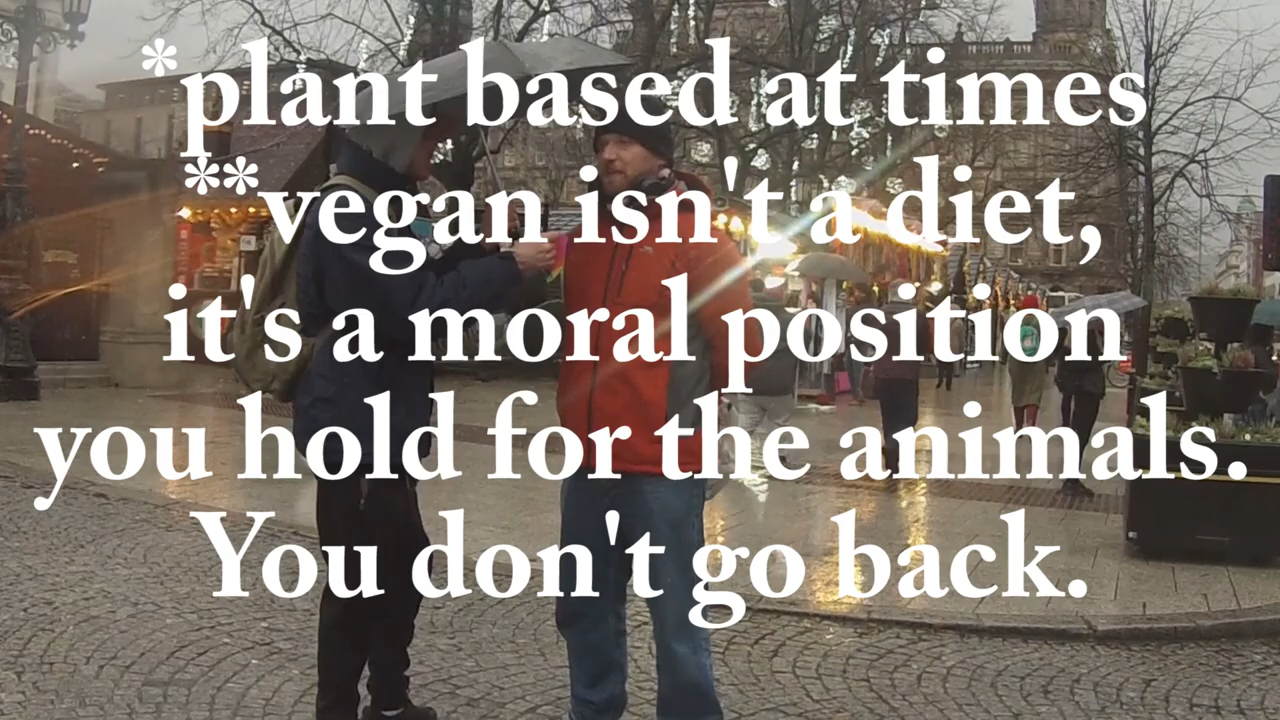 *plant based at times
**vegan isn't a diet,
it's a moral position
you hold for the animals.
You don't go back.